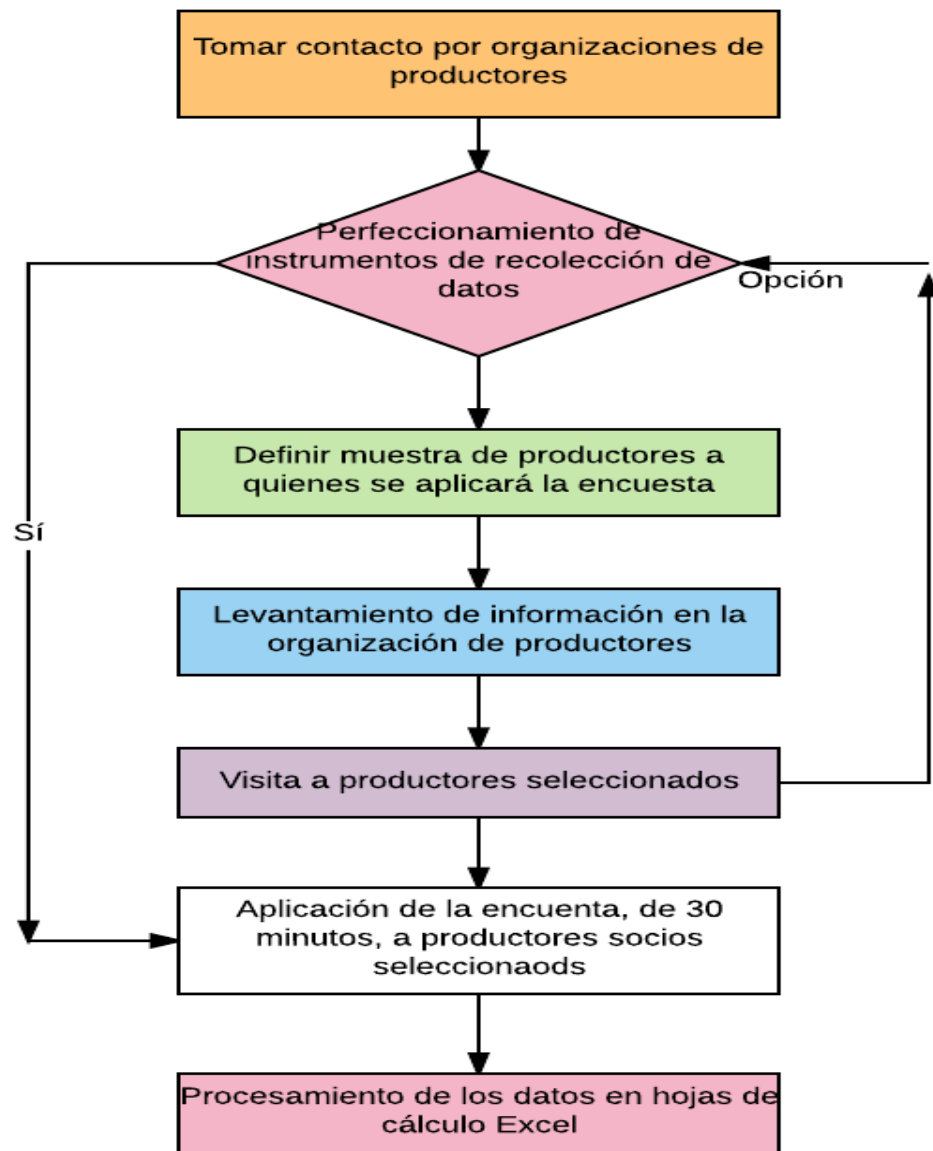 Tomar contacto por organizaciones de
productores
Perfeccionamiento de
instrumentos de recolección de
datos
Opción
Definir muestra de productores a
quienes se aplicará la encuesta
Sí
Levantamiento de información en la
organización de productores
Visita a productores seleccionados
Aplicación de la encuenta, de 30
minutos, a productores socios
seleccionaods
Procesamiento de los datos en hojas de
cálculo Excel